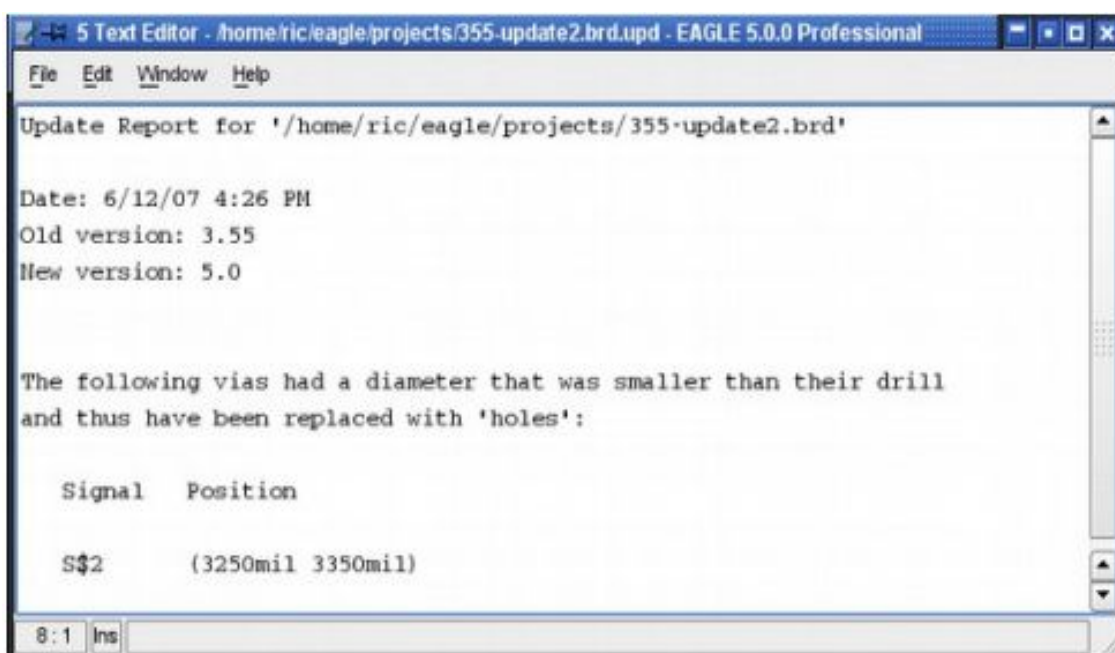 5 Text Editor - /home/ric/eagle/projects/355-update2.brd.upd - EAGLE 5.0.0 Professional
File Edit Window Help
Update Report for '/home/ric/eagle/projects/355-update2.brd'
Date: 6/12/07 4:26 PM
Old version: 3.55
New version: 5.0
The following vias had a diameter that was smaller than their drill
and thus have been replaced with 'holes':
Signal Position
S$2 (3250mil 3350mil)
8:1 Ins